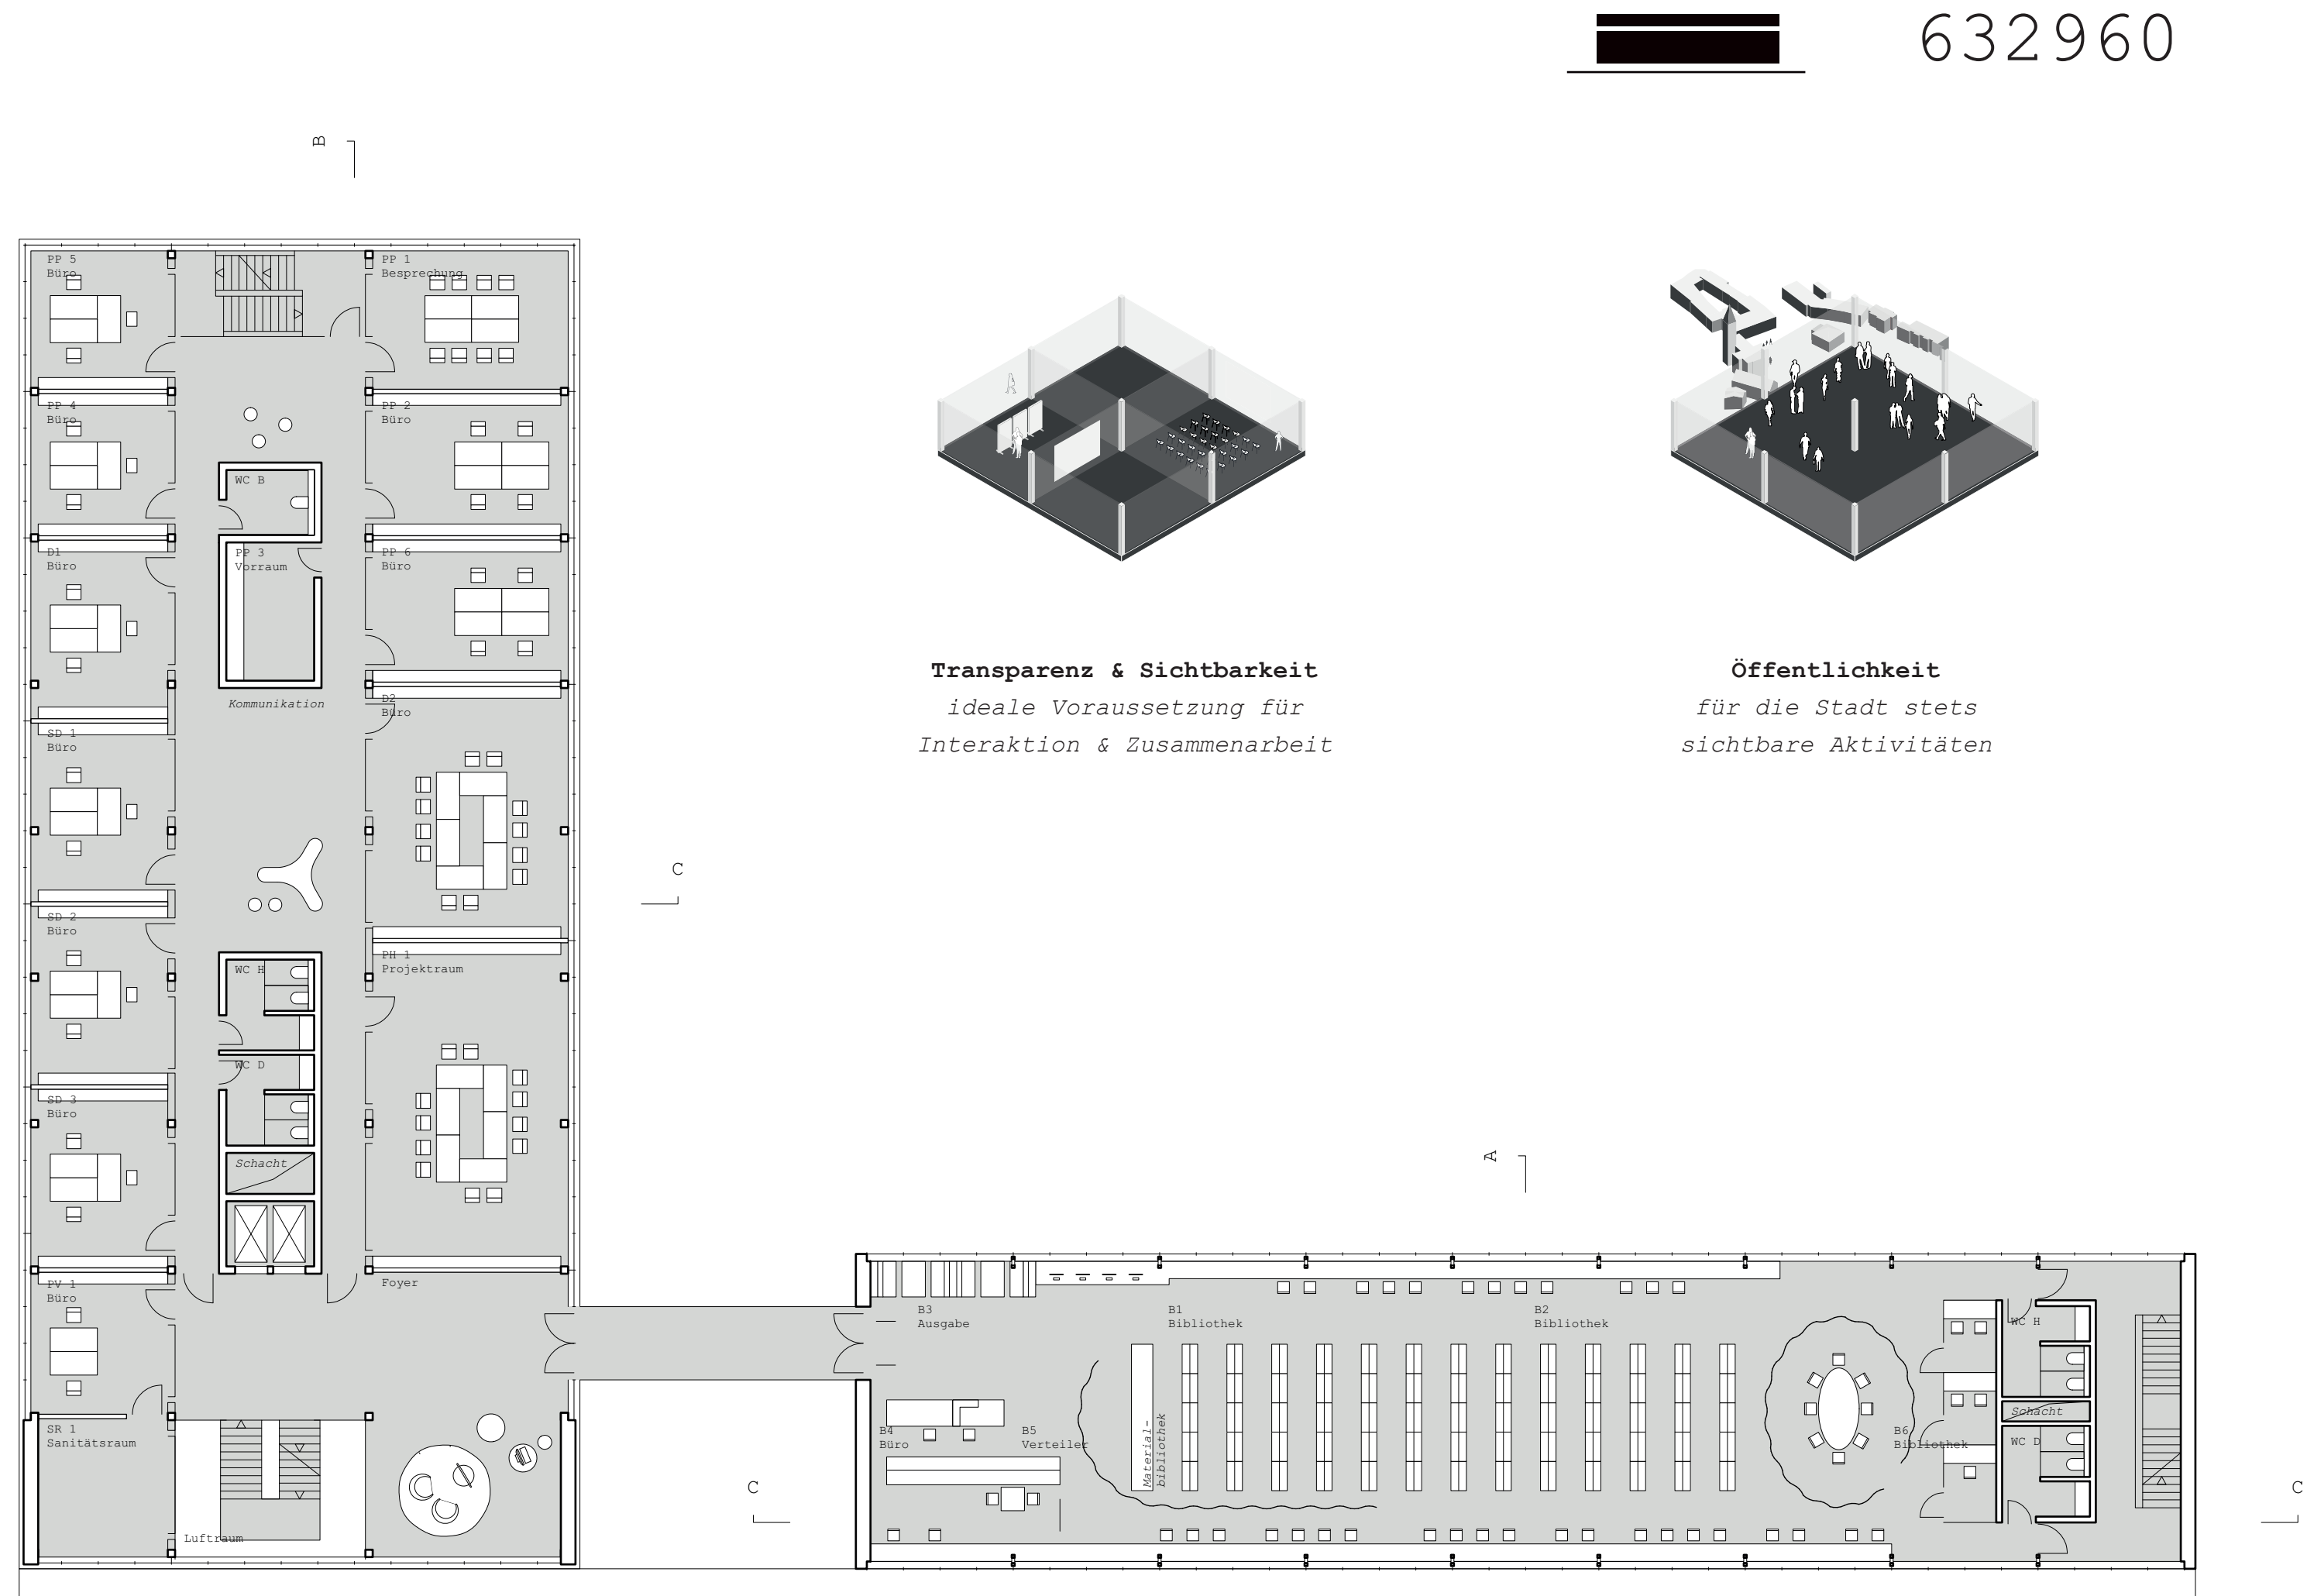 632960
B
PP 5
Büro
PP 1
Besprechung
PP 4
Büro
PP 2
Büro
WC B
D1
Büro
PP 3
Vorraum
PP 6
Büro
Kommunikation
D2
Büro
SD 1
Büro
Transparenz & Sichtbarkeit
ideale Voraussetzung für
Interaktion & Zusammenarbeit
Öffentlichkeit
für die Stadt stets
sichtbare Aktivitäten
C
SD 2
Büro
WC H
PH 1
Projektraum
WC D
SD 3
Büro
Schacht
A
PV 1
Büro
Foyer
B3
Ausgabe
B1
Bibliothek
B2
Bibliothek
WC H
SR 1
Sanitätsraum
B4
Büro
B5
Verteiler
Material-
bibliothek
B6
Bibliothek
Schacht
WC D
C
C
Luftraum